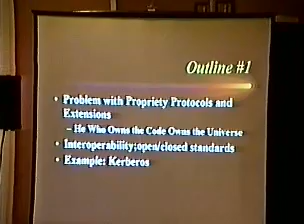 Outline #1
• Problem with Propriety Protocols and
Extensions
– He Who Owns the Code Owns the Universe
• Interoperability;open/closed standards
• Example: Kerberos